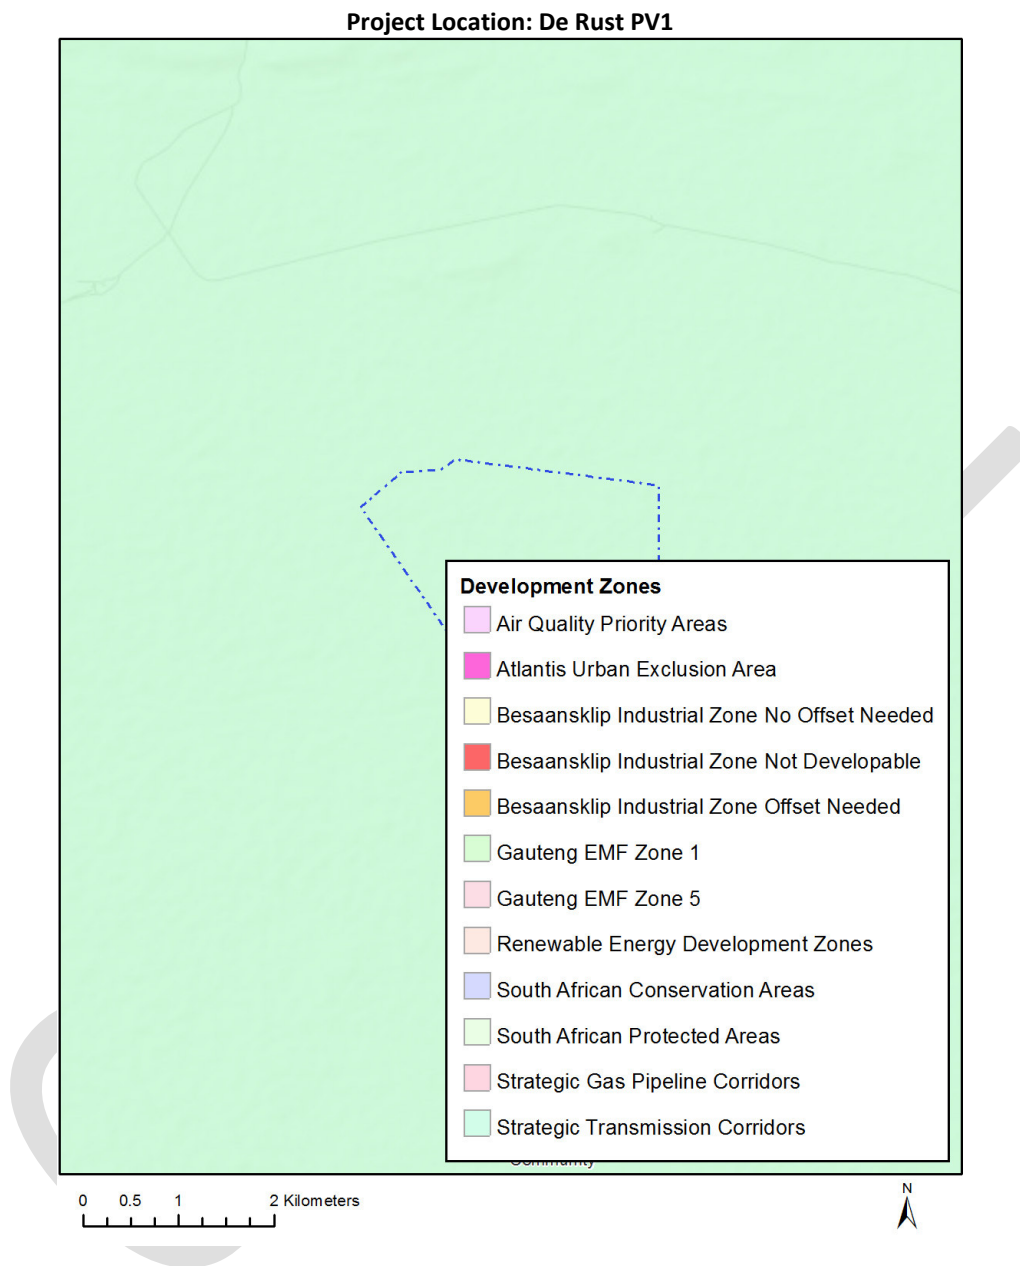 Project Location: De Rust PV1
Development Zones
Air Quality Priority Areas
Atlantis Urban Exclusion Area
Besaansklip Industrial Zone No Offset Needed
Besaansklip Industrial Zone Not Developable
Besaansklip Industrial Zone Offset Needed
Gauteng EMF Zone 1
Gauteng EMF Zone 5
Renewable Energy Development Zones
South African Conservation Areas
South African Protected Areas
Strategic Gas Pipeline Corridors
Strategic Transmission Corridors
Community
0 0.5 1 2 Kilometers
N